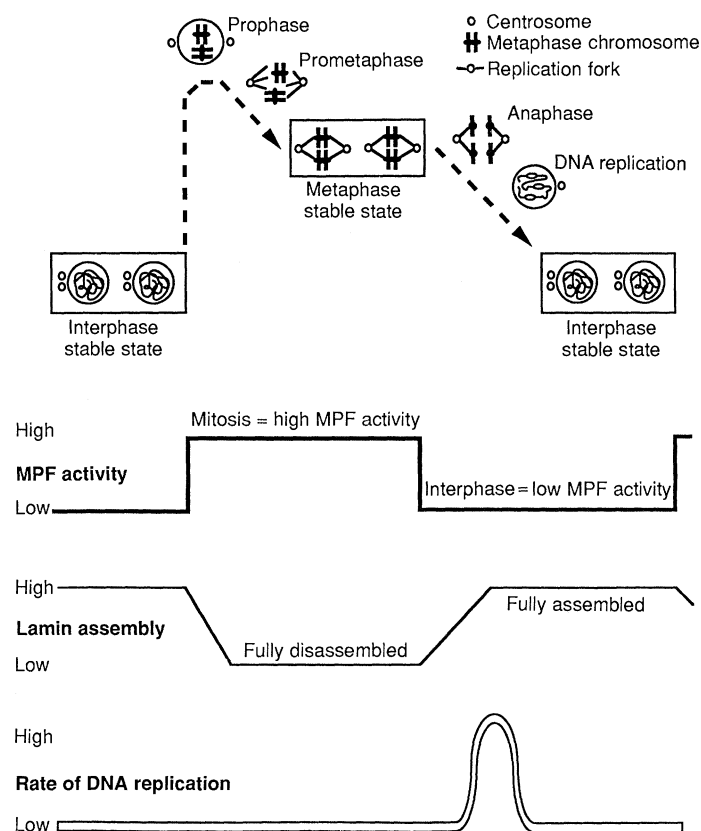 Prophase
Centrosome
Metaphase chromosome
Replication fork
Prometaphase
Anaphase
DNA replication
Metaphase
stable state
Interphase
stable state
Interphase
stable state
Mitosis = high MPF activity
High
MPF activity
Interphase = low MPF activity
Low
High
Fully assembled
Lamin assembly
Fully disassembled
Low
High
Rate of DNA replication
Low